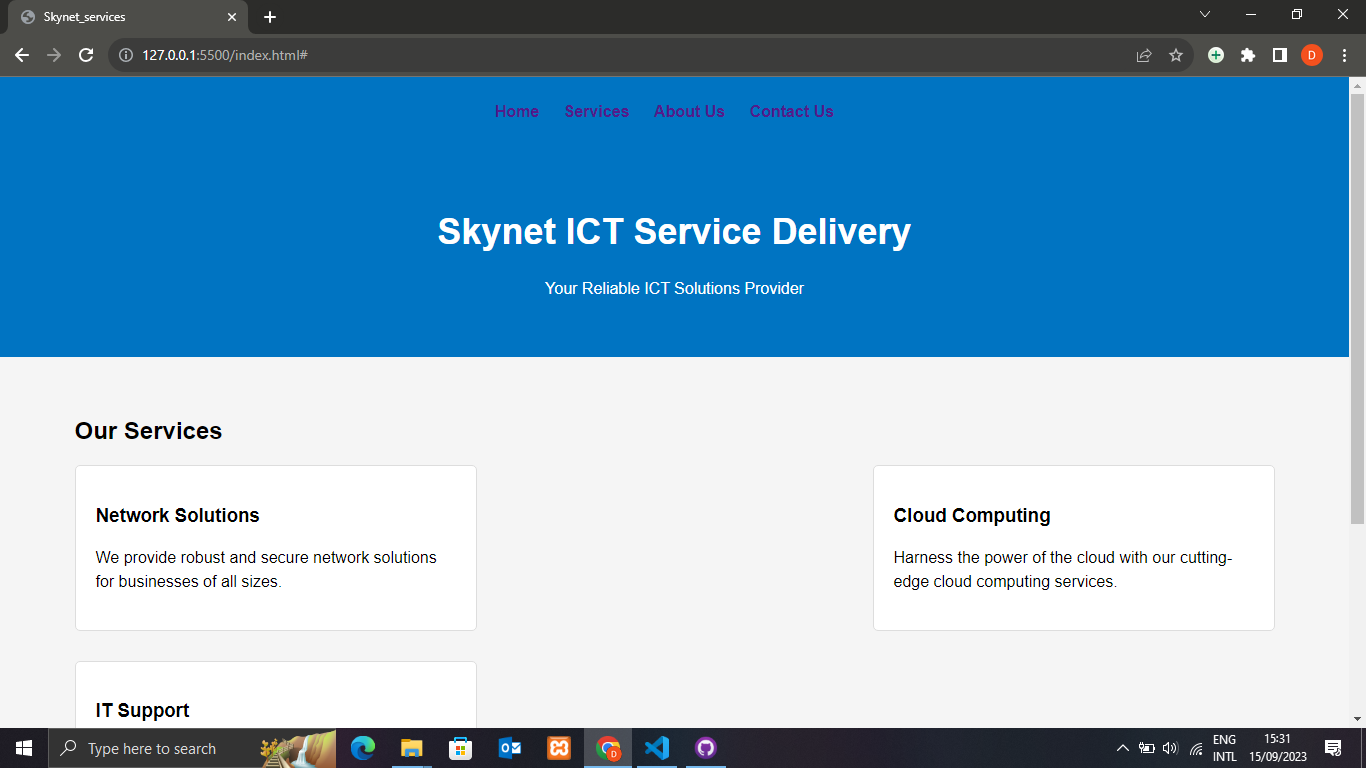 Skynet_services
127.0.0.1:5500/index.html#
D
Home Services About Us Contact Us
Skynet ICT Service Delivery
Your Reliable ICT Solutions Provider
Our Services
Network Solutions
We provide robust and secure network solutions
for businesses of all sizes.
Cloud Computing
Harness the power of the cloud with our cutting-
edge cloud computing services.
IT Support
Type here to search
D
ENG
INTL
15:31
15/09/2023